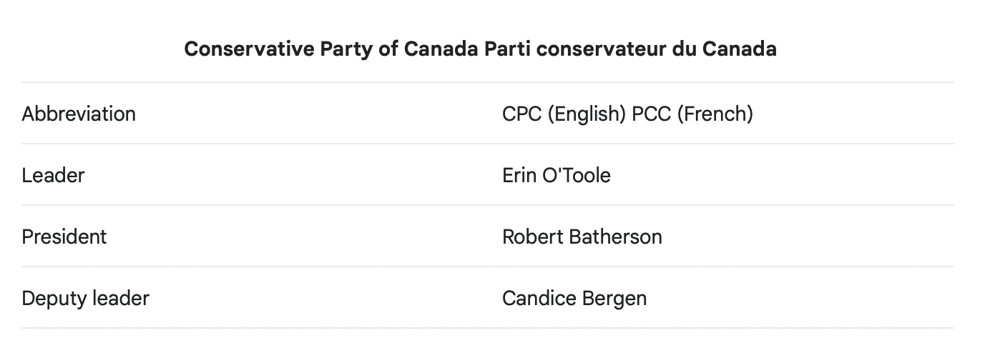 Conservative Party of Canada Parti conservateur du Canada
Abbreviation CPC (English) PCC (French)
Leader Erin O'Toole
President Robert Batherson
Deputy leader Candice Bergen